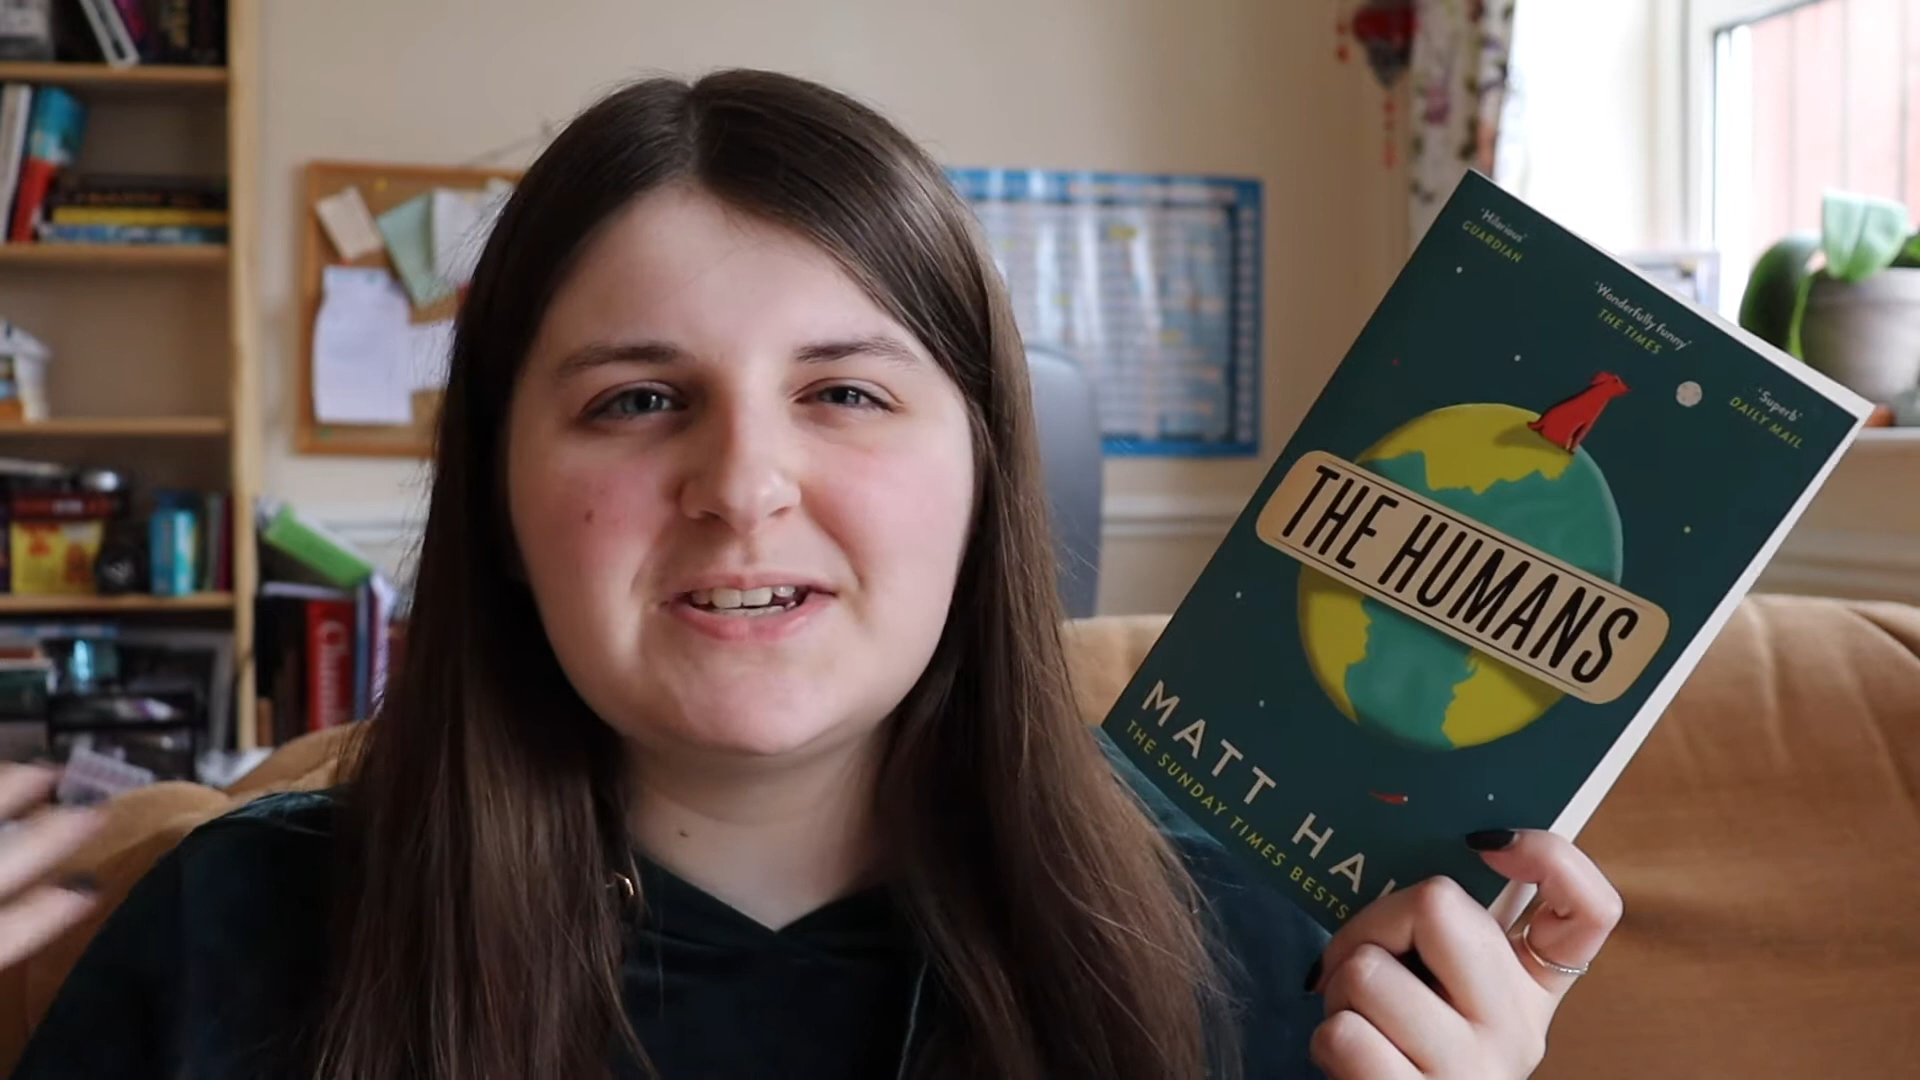 'Hilarious'
GUARDIAN
'Wonderfully funny'
THE TIMES
'Superb'
DAILY MAIL
THE HUMANS
MATT HA
THE SUNDAY TIMES BESTS